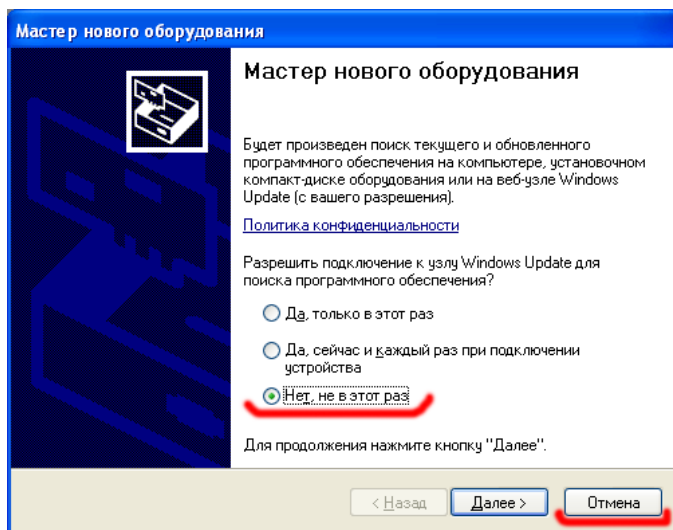 Мастер нового оборудования
Мастер нового оборудования
Будет произведен поиск текущего и обновленного
программного обеспечения на компьютере, установочном
компакт-диске оборудования или на веб-узле Windows
Update (с вашего разрешения).
Политика конфиденциальности
Разрешить подключение к узлу Windows Update для
поиска программного обеспечения?
Да, только в этот раз
Да, сейчас и каждый раз при подключении
устройства
Нет, не в этот раз
Для продолжения нажмите кнопку "Далее".
< Назад Далее > Отмена